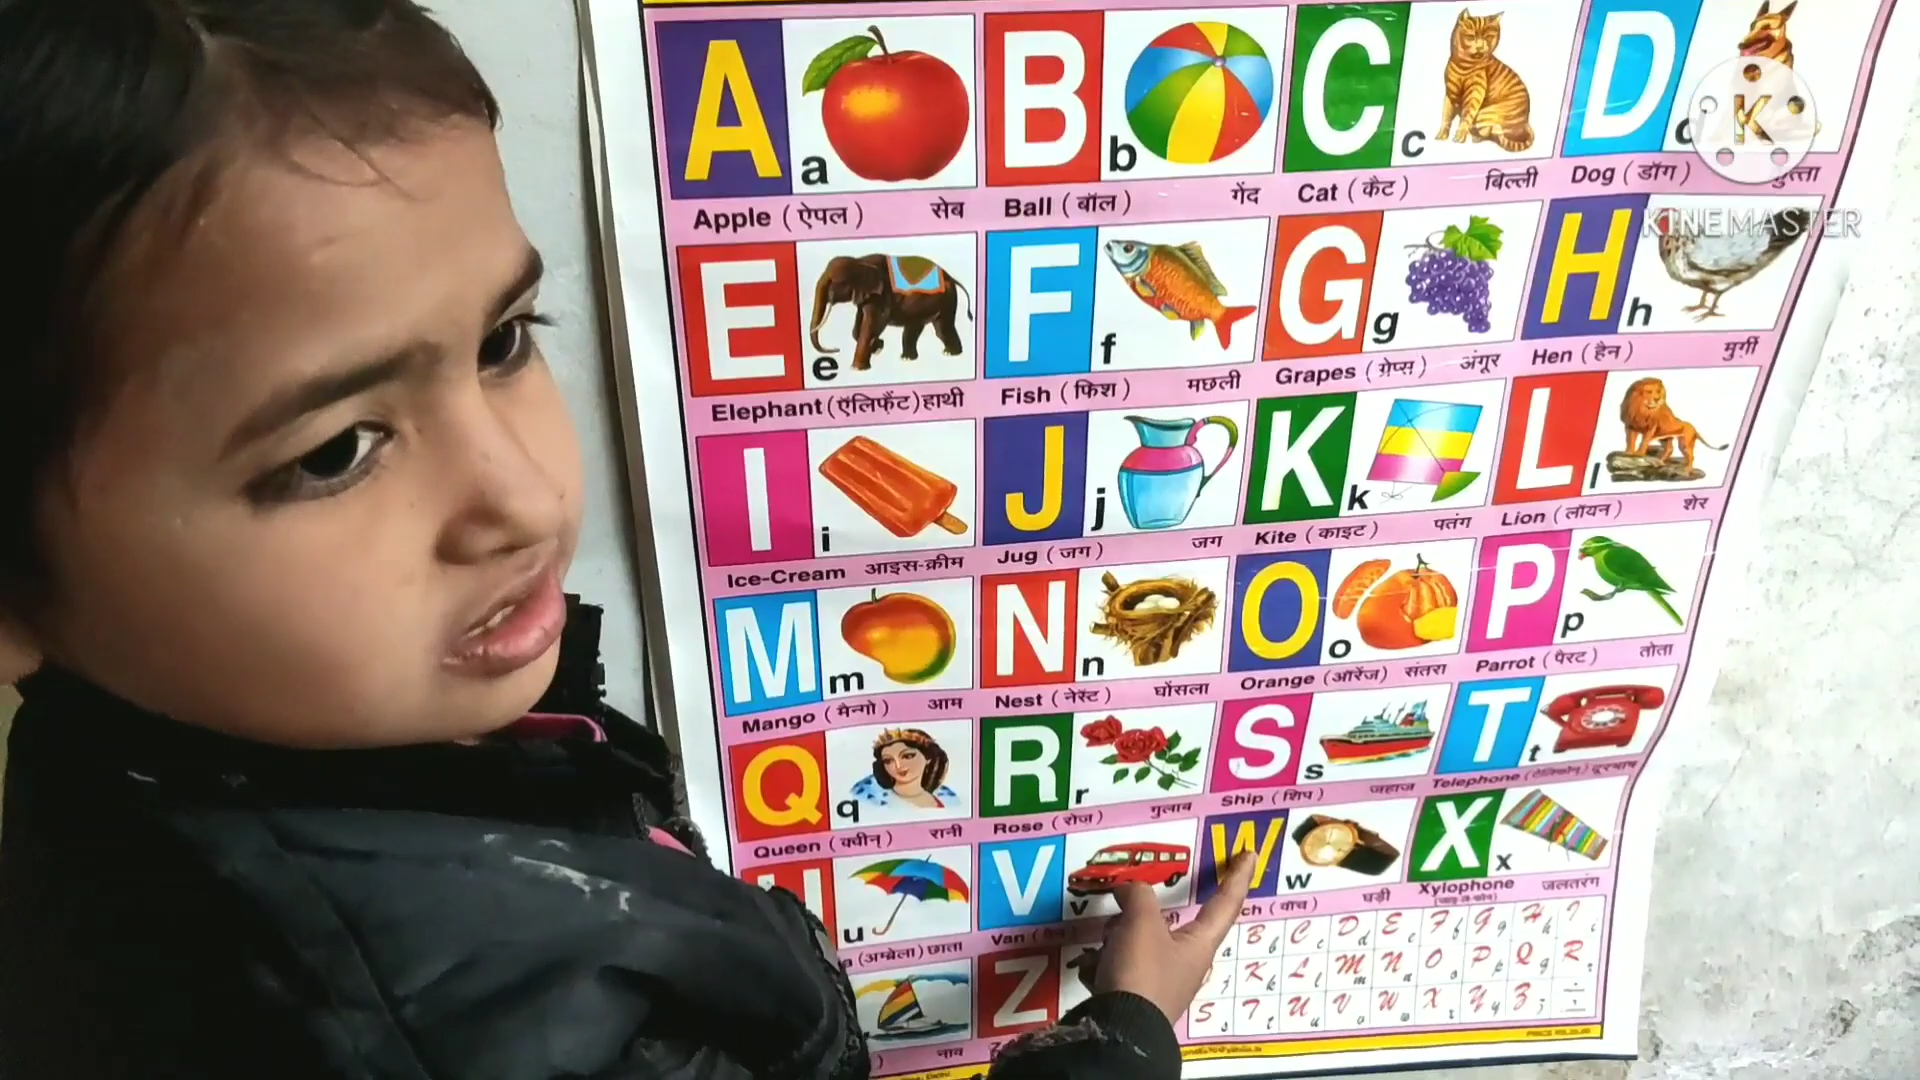 A a B b C c D d
Apple (ऐपल) सेब Ball (बॉल) गेंद Cat (कैट) बिल्ली Dog (डॉग)
K
KINEMASTER
E e F f G g H h
Elephant (ऍलिफैंट) हाथी Fish (फिश) मछली Grapes (ग्रेप्स) अंगूर Hen (हैन) मुर्गी
I i J j K k L l
Ice-Cream आइस-क्रीम Jug (जग) जग Kite (काइट) पतंग Lion (लॉयन) शेर
M m N n O o P p
Mango (मैन्गो) आम Nest (नेस्ट) घोंसला Orange (ऑरेंज) संतरा Parrot (पैरट) तोता
Q q R r S s T t
Queen (क्वीन) रानी Rose (रोज) गुलाब Ship (शिप) जहाज Telephone (टेलिफोन) दूरभाष
U u V v W w X x
(अम्ब्रेला) छाता Van (वैन) (वॉच) घड़ी Xylophone जलतरंग
Z
नाव
B b C c D d E e F f G g H h I i
K k L l M m N n O o P p Q q R r
S s T t U u V v W w X x Y y Z z